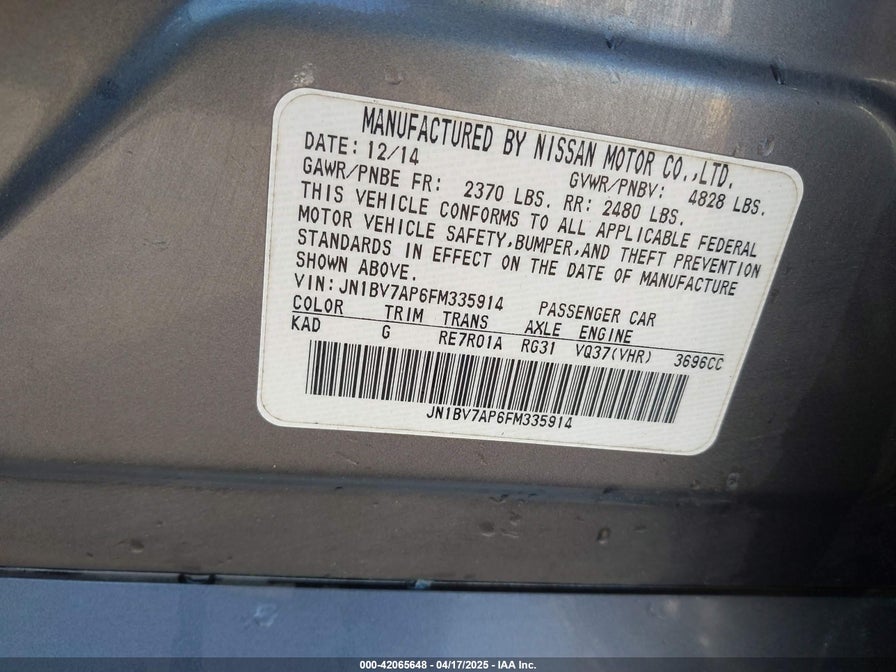 MANUFACTURED BY NISSAN MOTOR CO.,LTD.
DATE: 12/14 GVWR/PNBV: 4828 LBS.
GAWR/PNBE FR: 2370 LBS. RR: 2480 LBS.
THIS VEHICLE CONFORMS TO ALL APPLICABLE FEDERAL
MOTOR VEHICLE SAFETY,BUMPER,AND THEFT PREVENTION
STANDARDS IN EFFECT ON THE DATE OF MANUFACTURE
SHOWN ABOVE.
VIN:JN1BV7AP6FM335914 PASSENGER CAR
COLOR TRIM TRANS AXLE ENGINE
KAD G RE7R01A RG31 VQ37(VHR) 3696CC
JN1BV7AP6FM335914
000-42065648 - 04/17/2025 - IAA Inc.